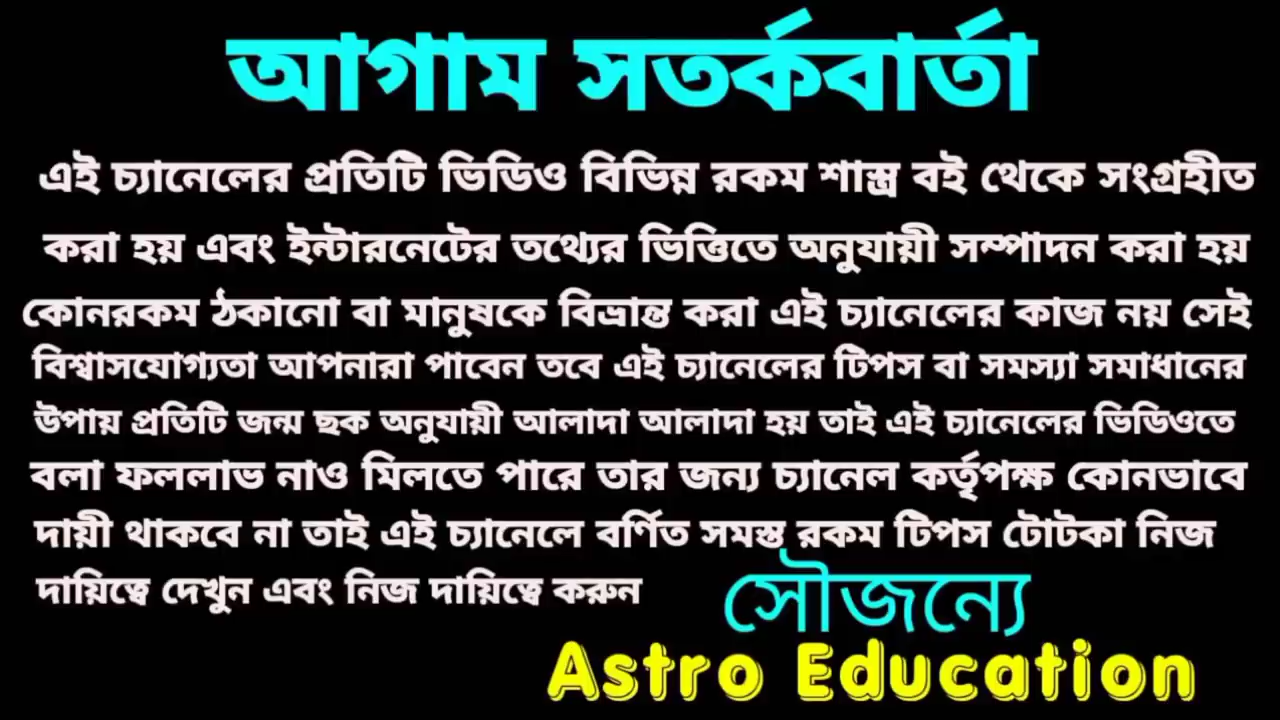 আগাম সতর্কবার্তা
এই চ্যানেলের প্রতিটি ভিডিও বিভিন্ন রকম শাস্ত্র বই থেকে সংগ্রহীত
করা হয় এবং ইন্টারনেটের তথ্যের ভিত্তিতে অনুযায়ী সম্পাদন করা হয়
কোনরকম ঠকানো বা মানুষকে বিভ্রান্ত করা এই চ্যানেলের কাজ নয় সেই
বিশ্বাসযোগ্যতা আপনারা পাবেন তবে এই চ্যানেলের টিপস বা সমস্যা সমাধানের
উপায় প্রতিটি জন্ম ছক অনুযায়ী আলাদা আলাদা হয় তাই এই চ্যানেলের ভিডিওতে
বলা ফললাভ নাও মিলতে পারে তার জন্য চ্যানেল কর্তৃপক্ষ কোনভাবে
দায়ী থাকবে না তাই এই চ্যানেলে বর্ণিত সমস্ত রকম টিপস টোটকা নিজ
দায়িত্বে দেখুন এবং নিজ দায়িত্বে করুন
সৌজন্যে
Astro Education